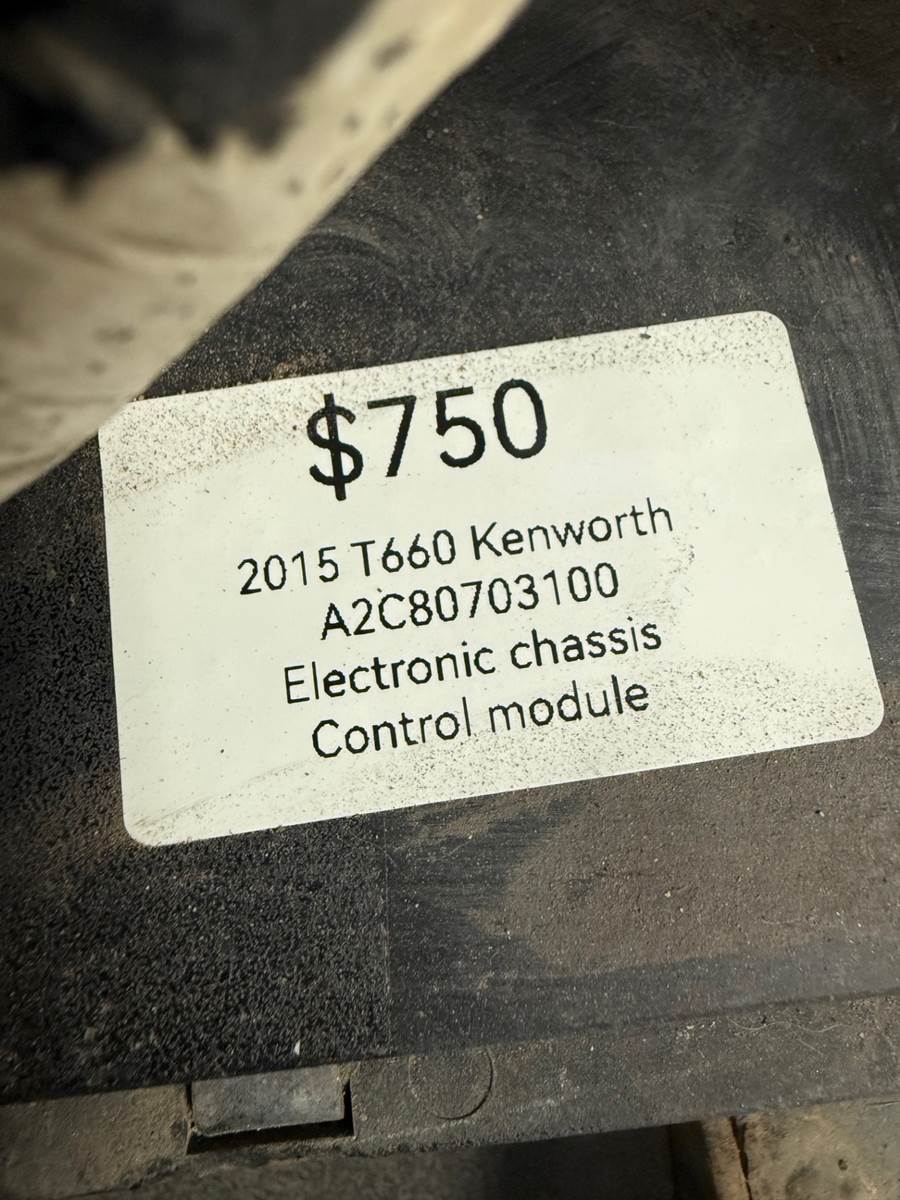 $750
2015 T660 Kenworth
A2C80703100
Electronic chassis
Control module